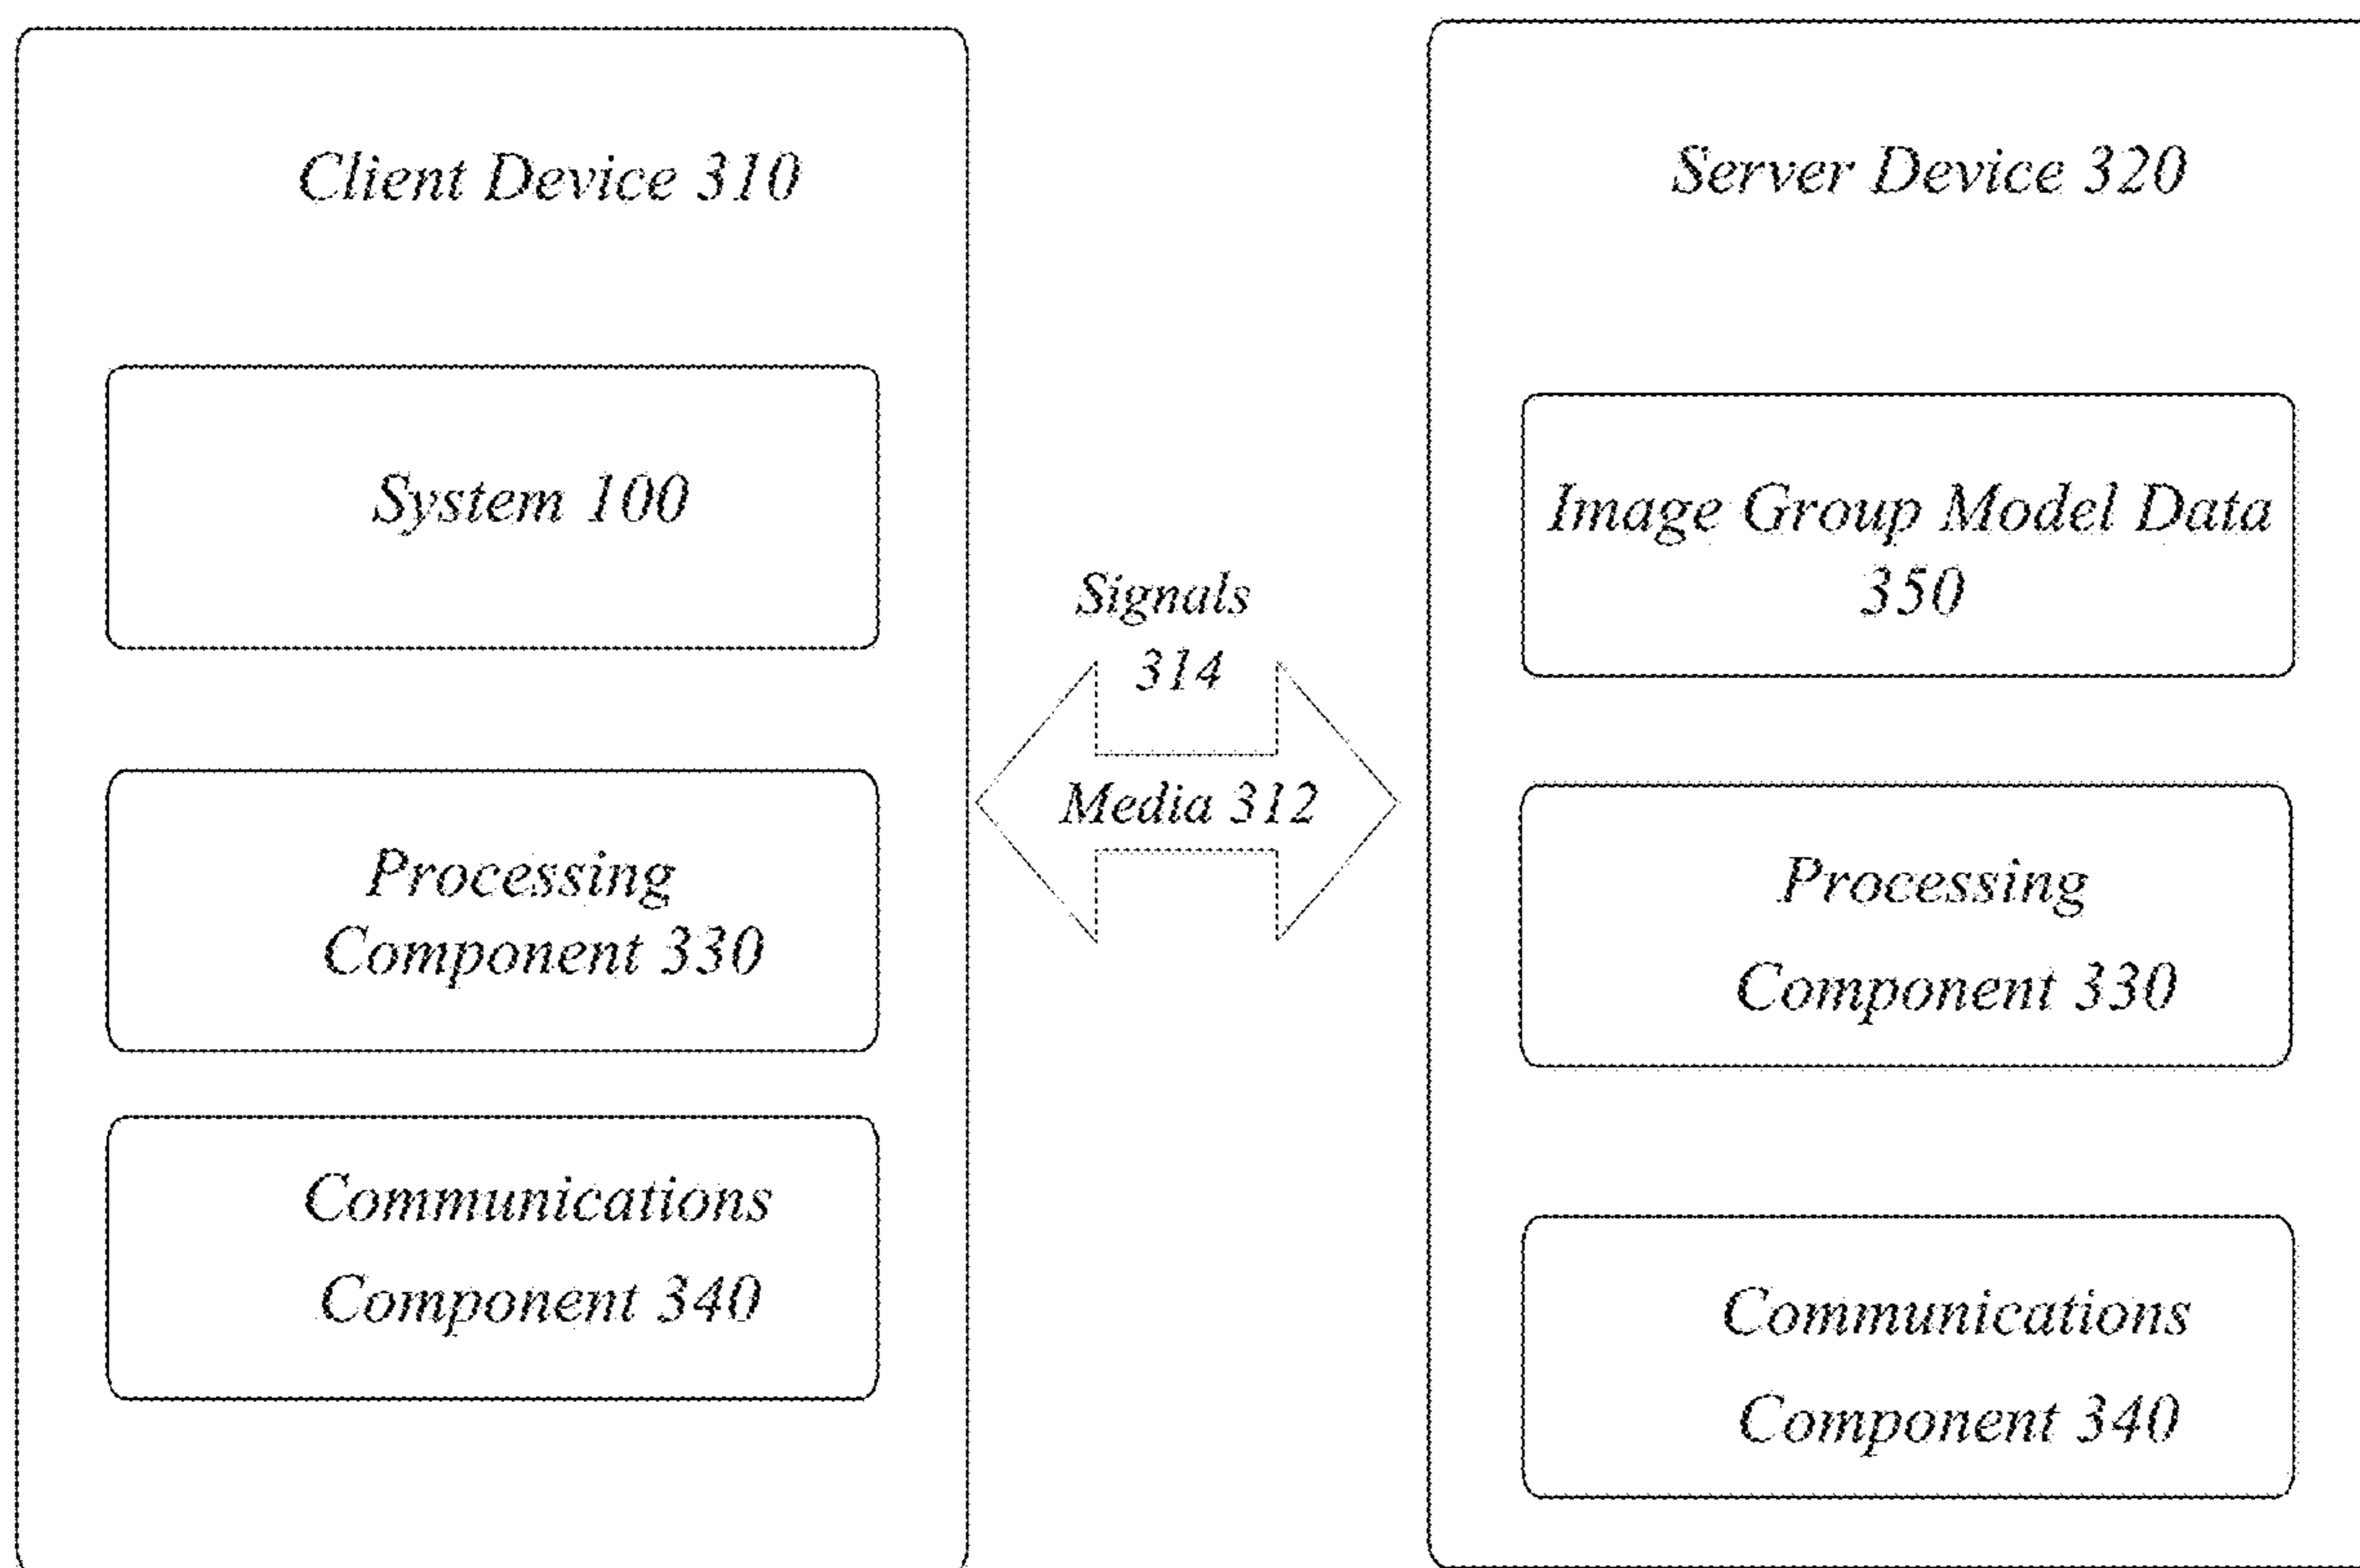 Client Device 310
System 100
Processing
Component 330
Communications
Component 340
Signals
314
Media 312
Server Device 320
Image Group Model Data
350
Processing
Component 330
Communications
Component 340